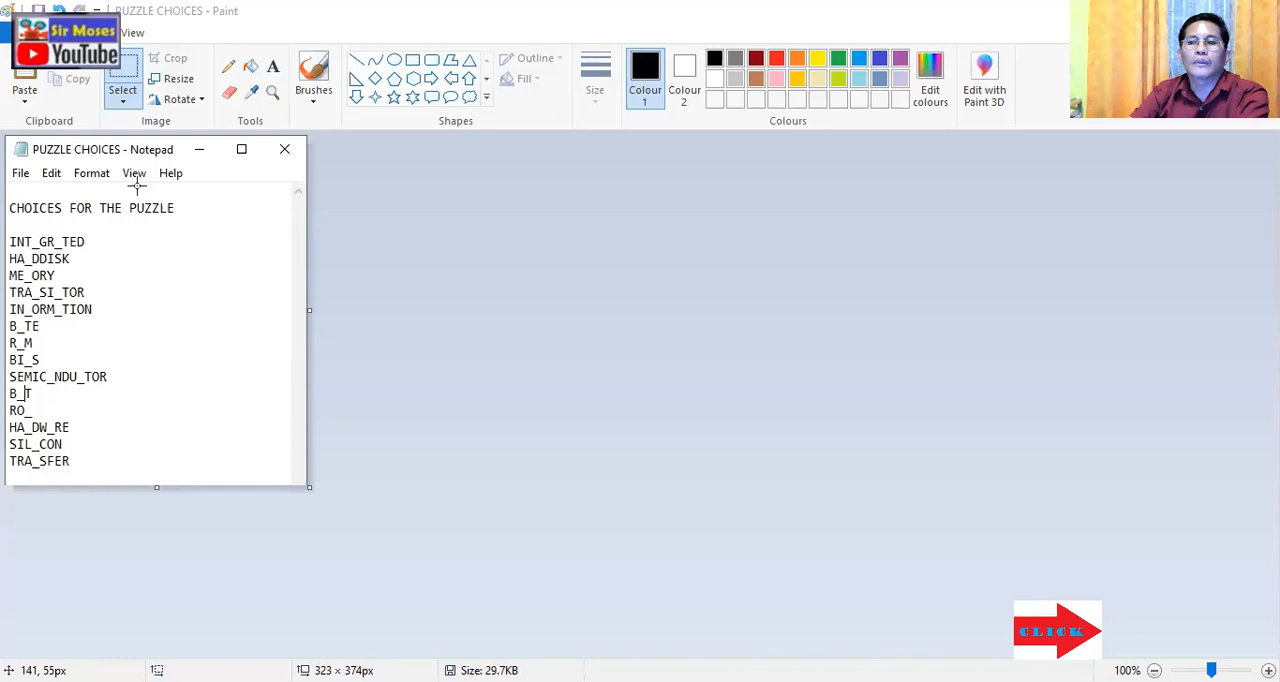 PUZZLE CHOICES - Paint
Sir Moses
YouTube
View
Paste
Copy
Select
Crop
Resize
Rotate
Brushes
Outline
Fill
Size
Colour
1
Colour
2
Edit
colours
Edit with
Paint 3D
Clipboard
Image
Tools
Shapes
Colours
PUZZLE CHOICES - Notepad
File Edit Format View Help
CHOICES FOR THE PUZZLE
INT_GR_TED
HA_DDISK
ME_ORY
TRA_SI_TOR
IN_ORM_TION
B_TE
R_M
BI_S
SEMIC_NDU_TOR
B_T
RO_
HA_DW_RE
SIL_CON
TRA_SFER
CLICK
141, 55px
323 × 374px
Size: 29.7KB
100%